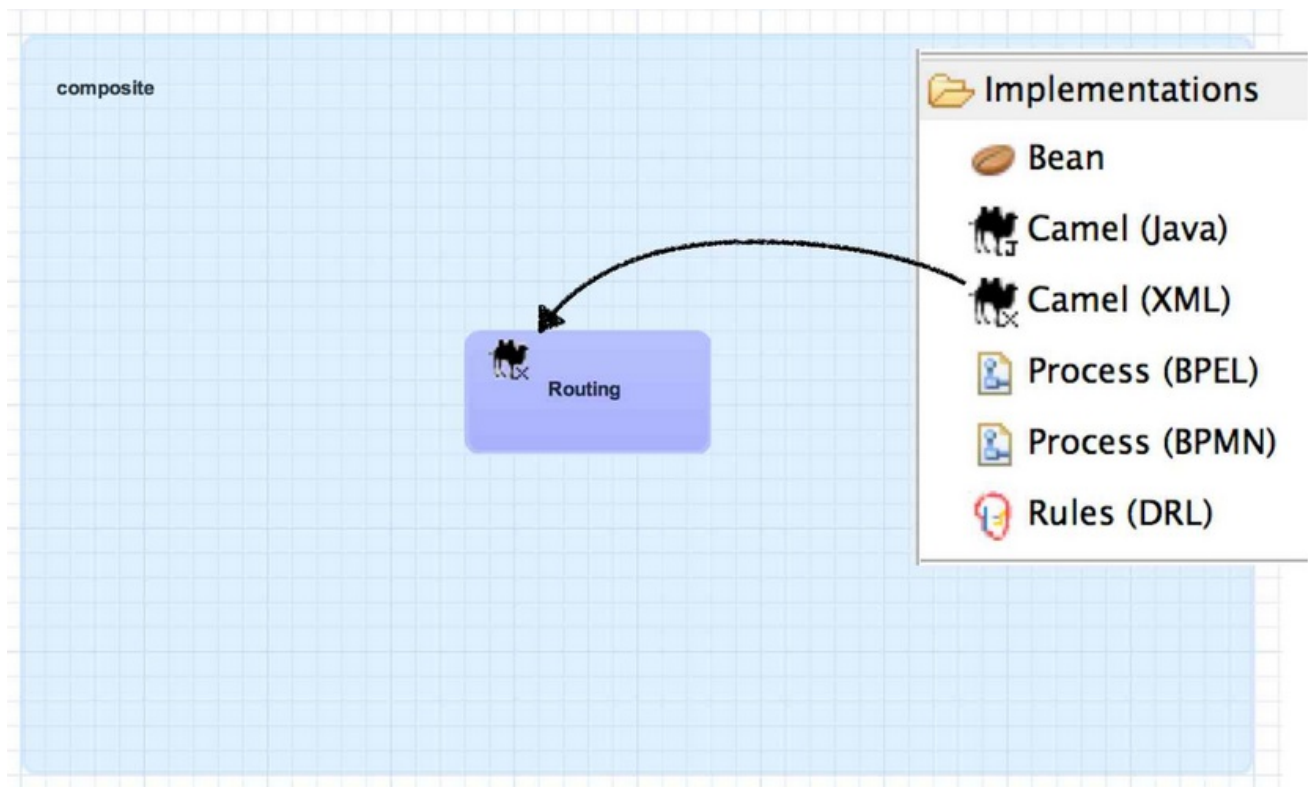 composite
Routing
Implementations
Bean
Camel (Java)
Camel (XML)
Process (BPEL)
Process (BPMN)
Rules (DRL)